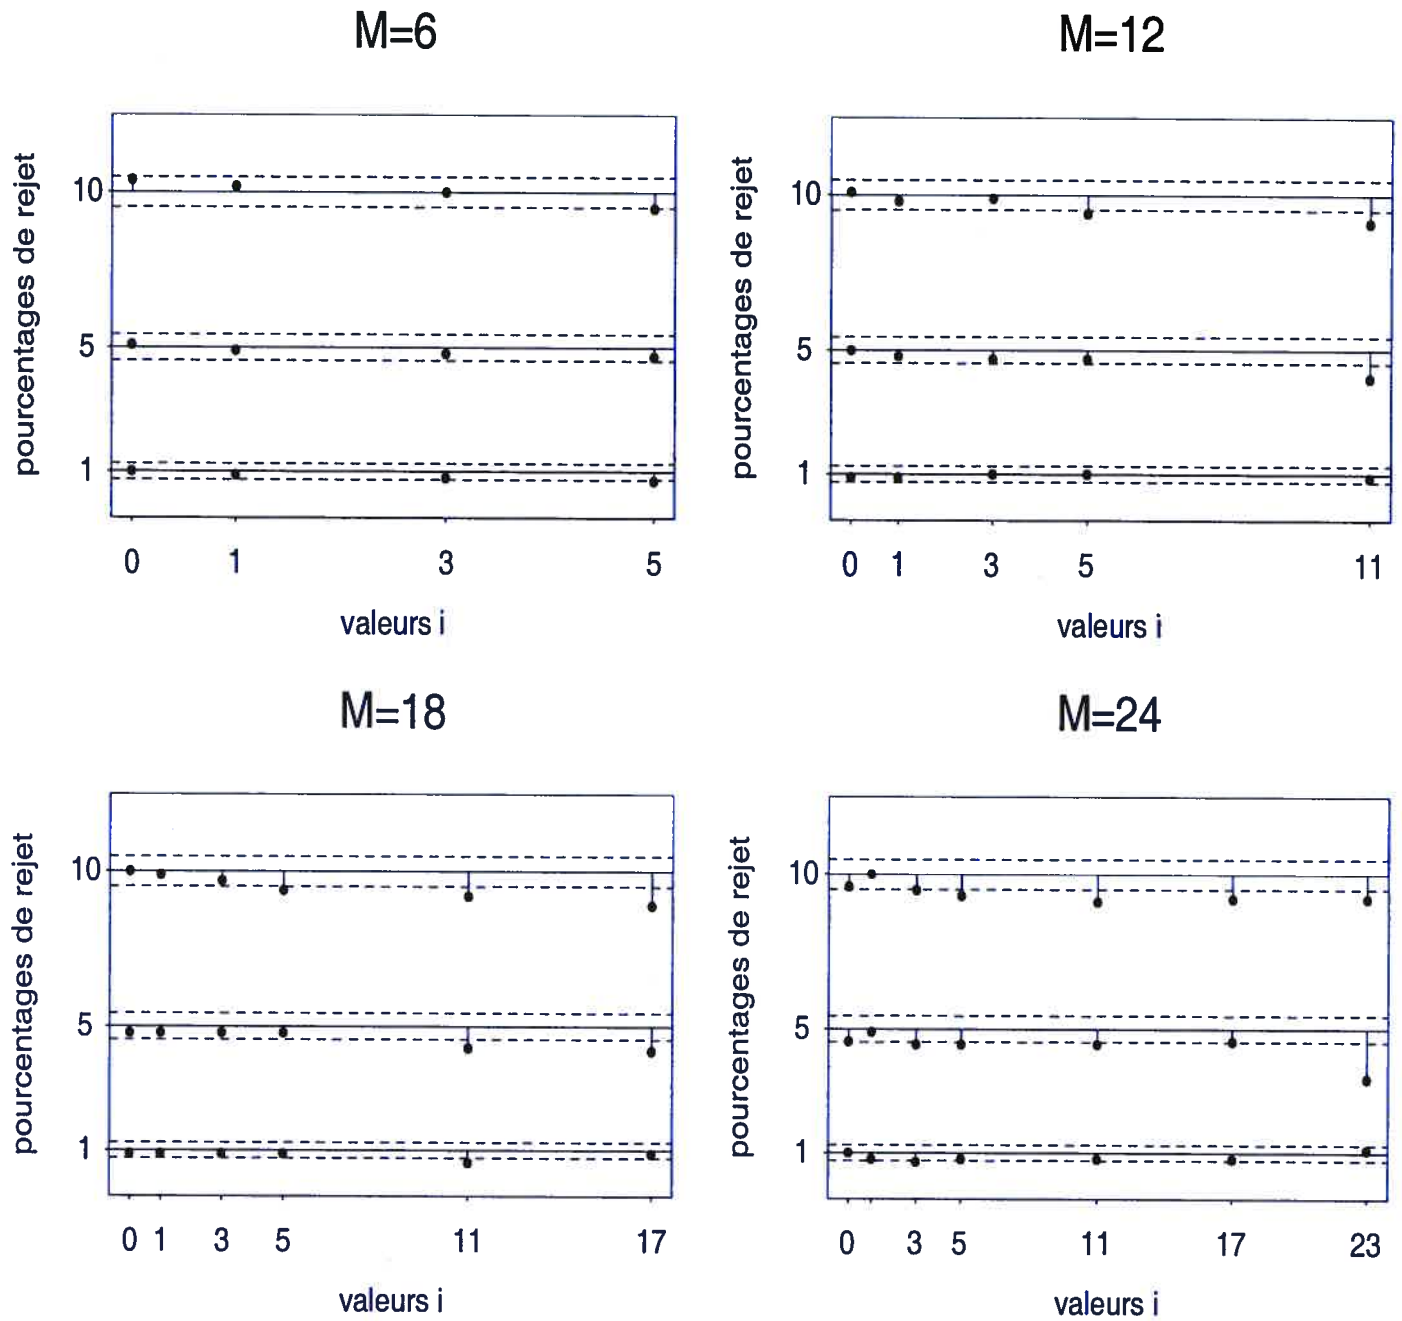 M=6
pourcentages de rejet
10
5
1
0 1 3 5
valeurs i
M=12
pourcentages de rejet
10
5
1
0 1 3 5 11
valeurs i
M=18
pourcentages de rejet
10
5
1
0 1 3 5 11 17
valeurs i
M=24
pourcentages de rejet
10
5
1
0 3 5 11 17 23
valeurs i